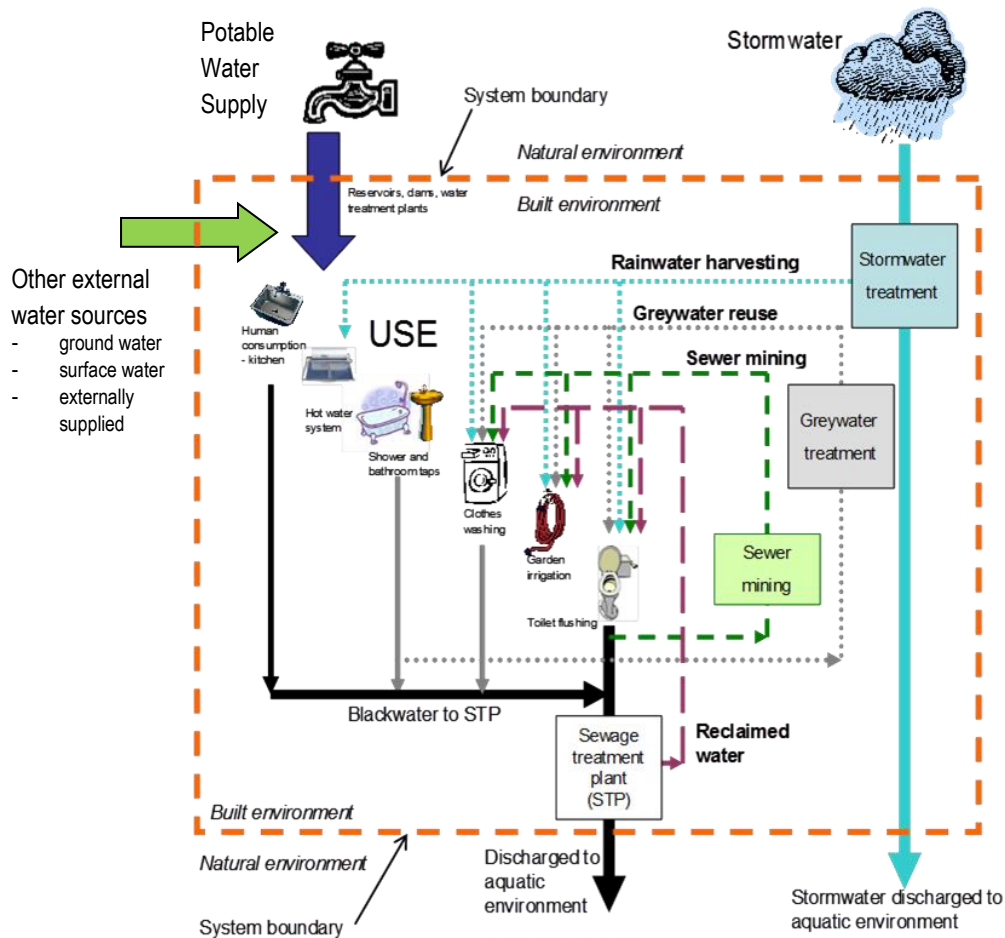 Potable
Water
Supply
Stormwater
System boundary
Natural environment
Reservoirs, dams, water
treatment plants
Built environment
Other external
water sources
- ground water
- surface water
- externally
supplied
Rainwater harvesting
Stormwater
treatment
Greywater reuse
USE
Human
consumption
- kitchen
Sewer mining
Hot water
system
Shower and
bathroom taps
Greywater
treatment
Clothes
washing
Garden
irrigation
Sewer
mining
Toilet flushing
Blackwater to STP
Sewage
treatment
plant
(STP)
Reclaimed
water
Built environment
Natural environment
Discharged to
aquatic
environment
Stormwater discharged to
aquatic environment
System boundary